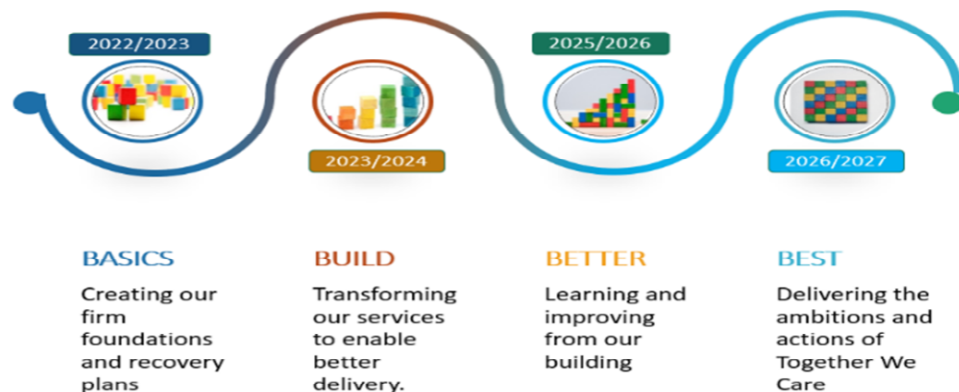 2022/2023
2023/2024
2025/2026
2026/2027
BASICS
Creating our
firm
foundations
and recovery
plans
BUILD
Transforming
our services
to enable
better
delivery.
BETTER
Learning and
improving
from our
building
BEST
Delivering the
ambitions and
actions of
Together We
Care